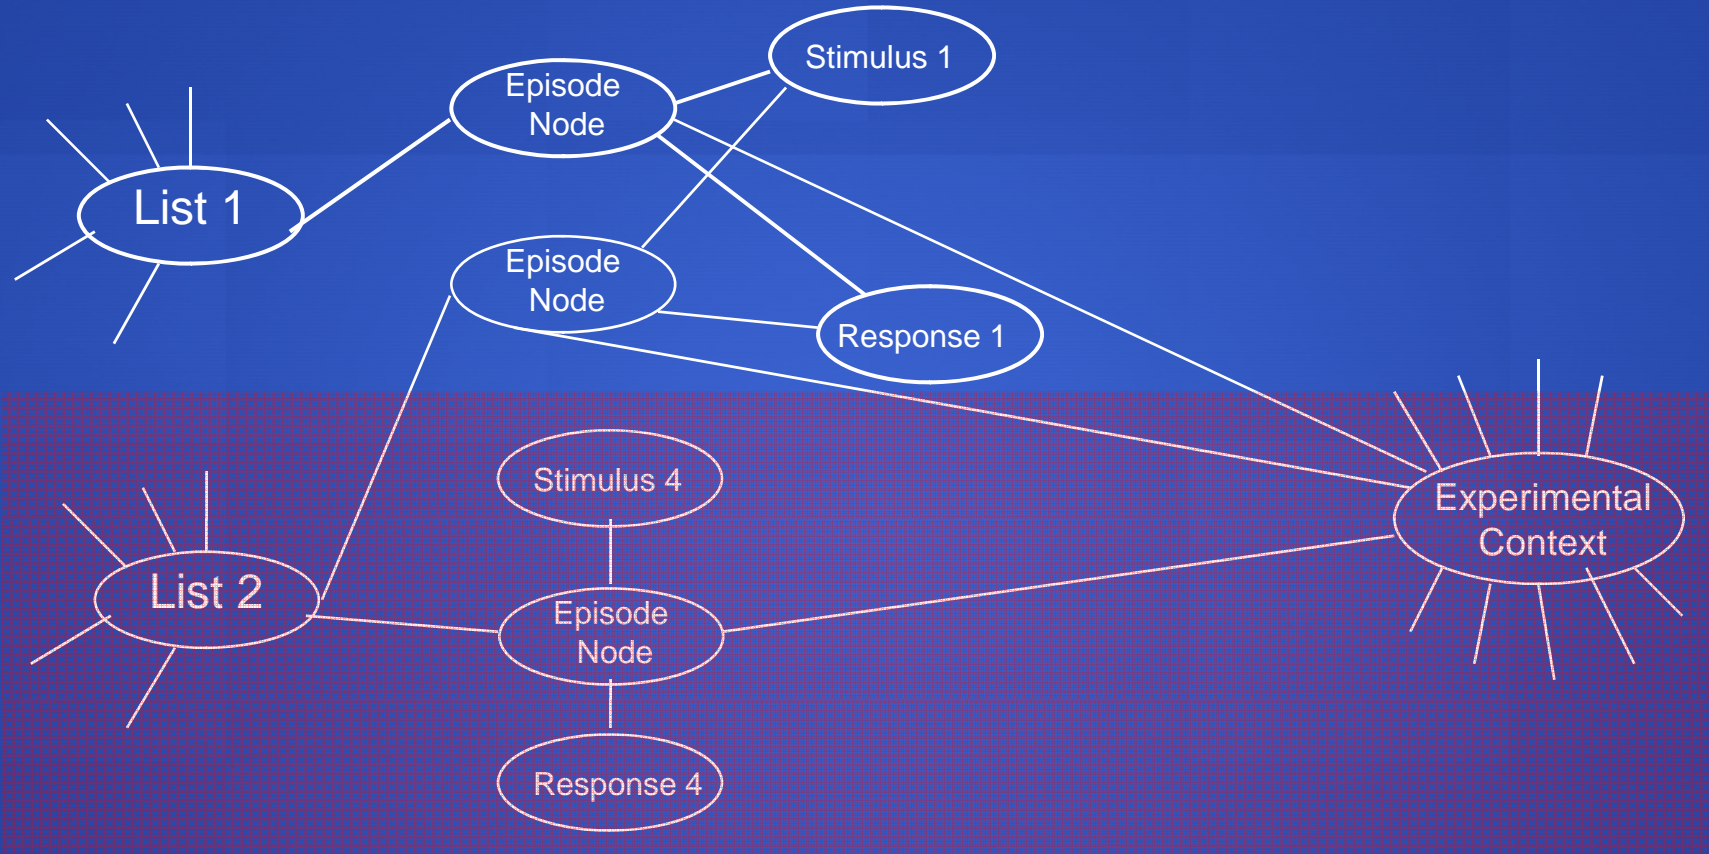 Stimulus 1
Episode
Node
List 1
Episode
Node
Response 1
Stimulus 4
Experimental
Context
List 2
Episode
Node
Response 4